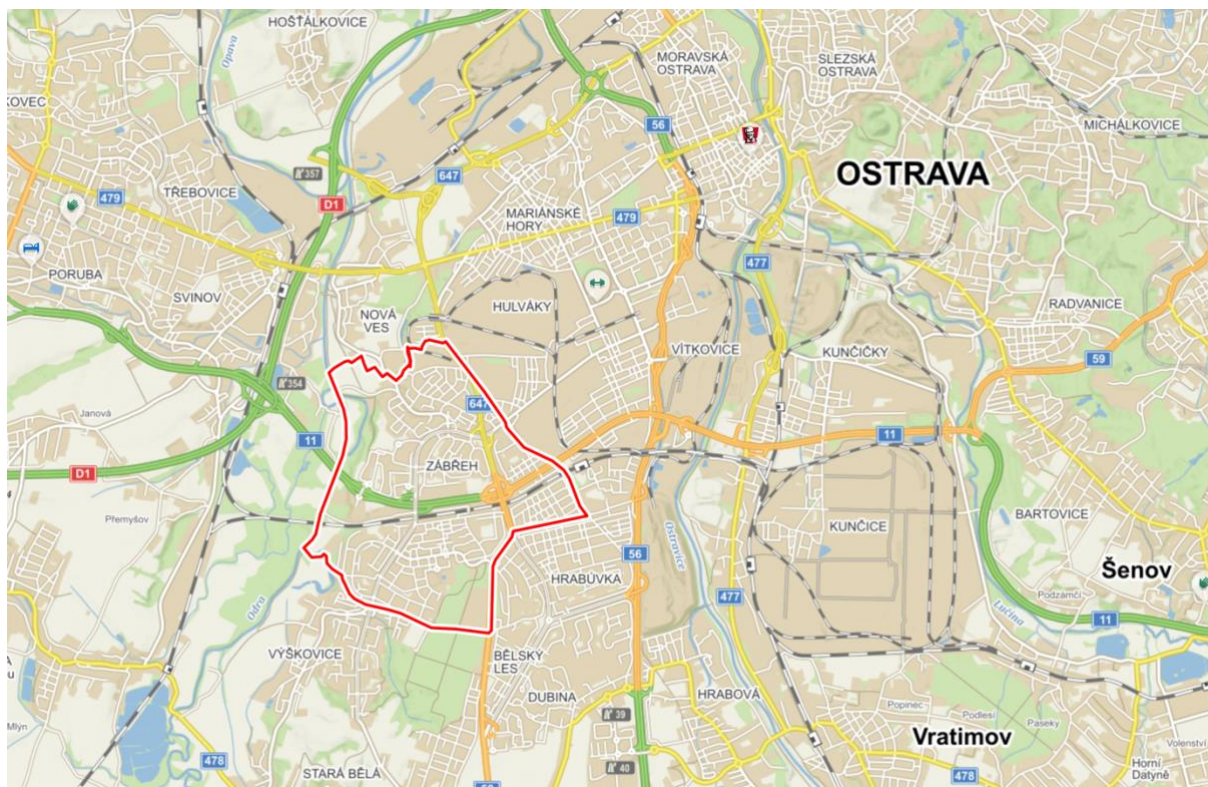 HOŠŤÁLKOVICE
Opava
MORAVSKÁ
OSTRAVA
SLEZSKÁ
OSTRAVA
KOVEC
56
MICHÁLKOVICE
357
647
OSTRAVA
TŘEBOVICE
479
D1
MARIÁNSKÉ
HORY
479
PORUBA
477
SVINOV
NOVÁ
VES
HULVÁKY
RADVANICE
VÍTKOVICE
KUNČIČKY
59
354
647
Janová
11
11
D1
ZÁBŘEH
Přemyšov
KUNČICE
BARTOVICE
Ostravice
56
HRABŮVKA
Šenov
477
Podzámčí
Odra
Lučina
11
VÝŠKOVICE
BĚLSKÝ
LES
DUBINA
HRABOVÁ
Popinec
Podlesí
Paseky
39
Mlýn
Vratimov
Volenství
478
STARÁ BĚLÁ
40
478
Horní
Datyně